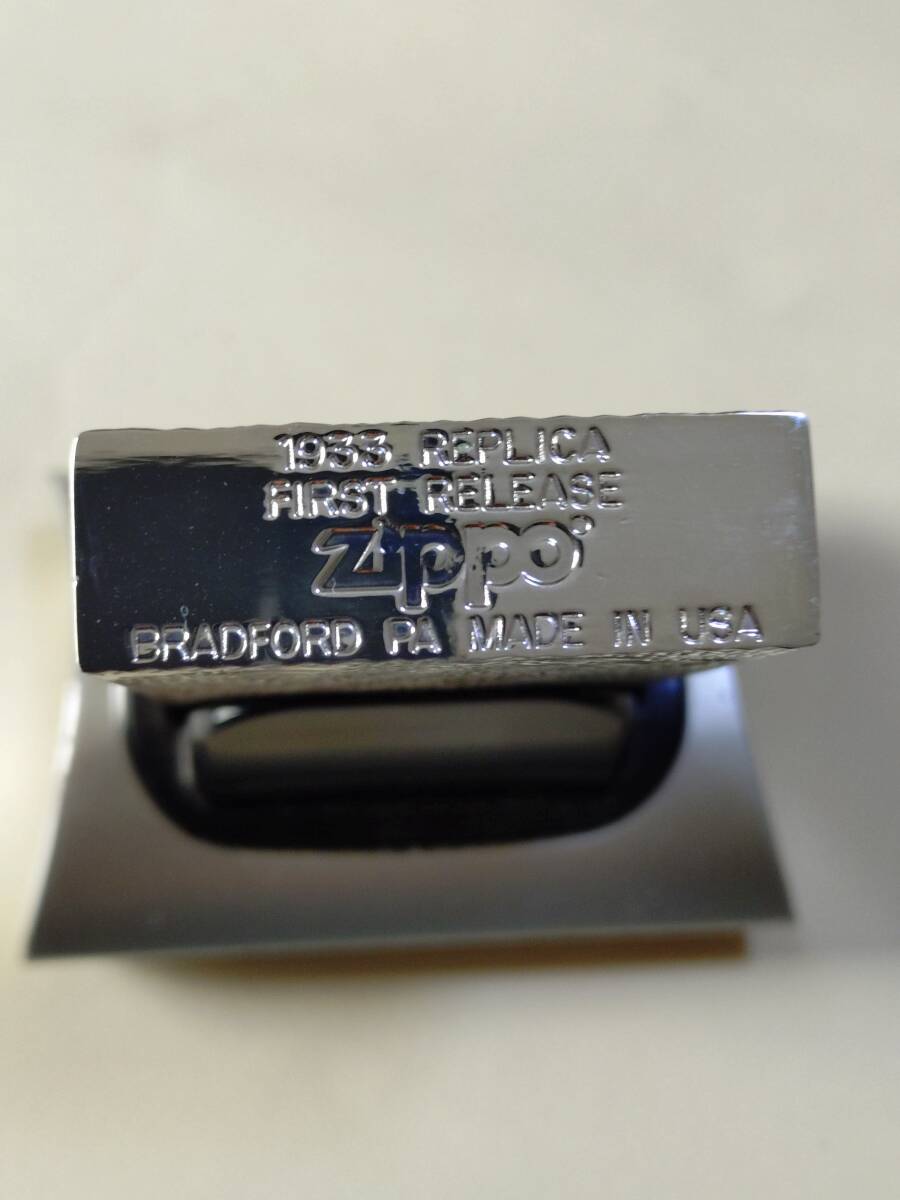 1933 REPLICA
FIRST RELEASE
Zippo®
BRADFORD PA MADE IN USA